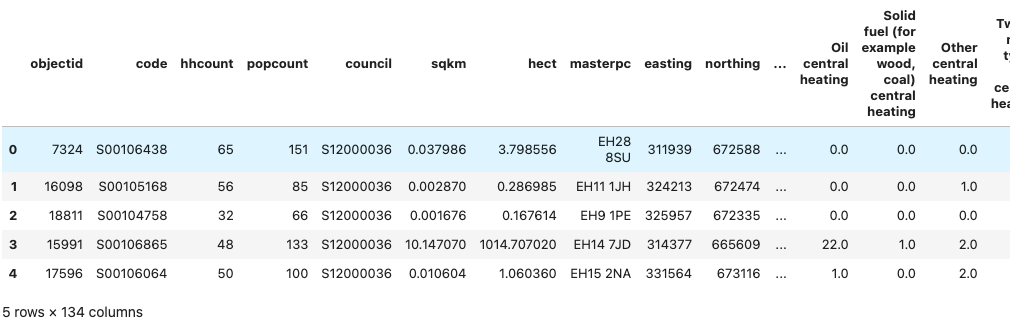 objectid code hhcount popcount council sqkm hect masterpc easting northing ... Oil central heating Solid fuel (for example wood, coal) central heating Other central heating
0 7324 S00106438 65 151 S12000036 0.037986 3.798556 EH28 8SU 311939 672588 ... 0.0 0.0 0.0
1 16098 S00105168 56 85 S12000036 0.002870 0.286985 EH11 1JH 324213 672474 ... 0.0 0.0 1.0
2 18811 S00104758 32 66 S12000036 0.001676 0.167614 EH9 1PE 325957 672335 ... 0.0 0.0 0.0
3 15991 S00106865 48 133 S12000036 10.147070 1014.707020 EH14 7JD 314377 665609 ... 22.0 1.0 2.0
4 17596 S00106064 50 100 S12000036 0.010604 1.060360 EH15 2NA 331564 673116 ... 1.0 0.0 2.0
5 rows × 134 columns